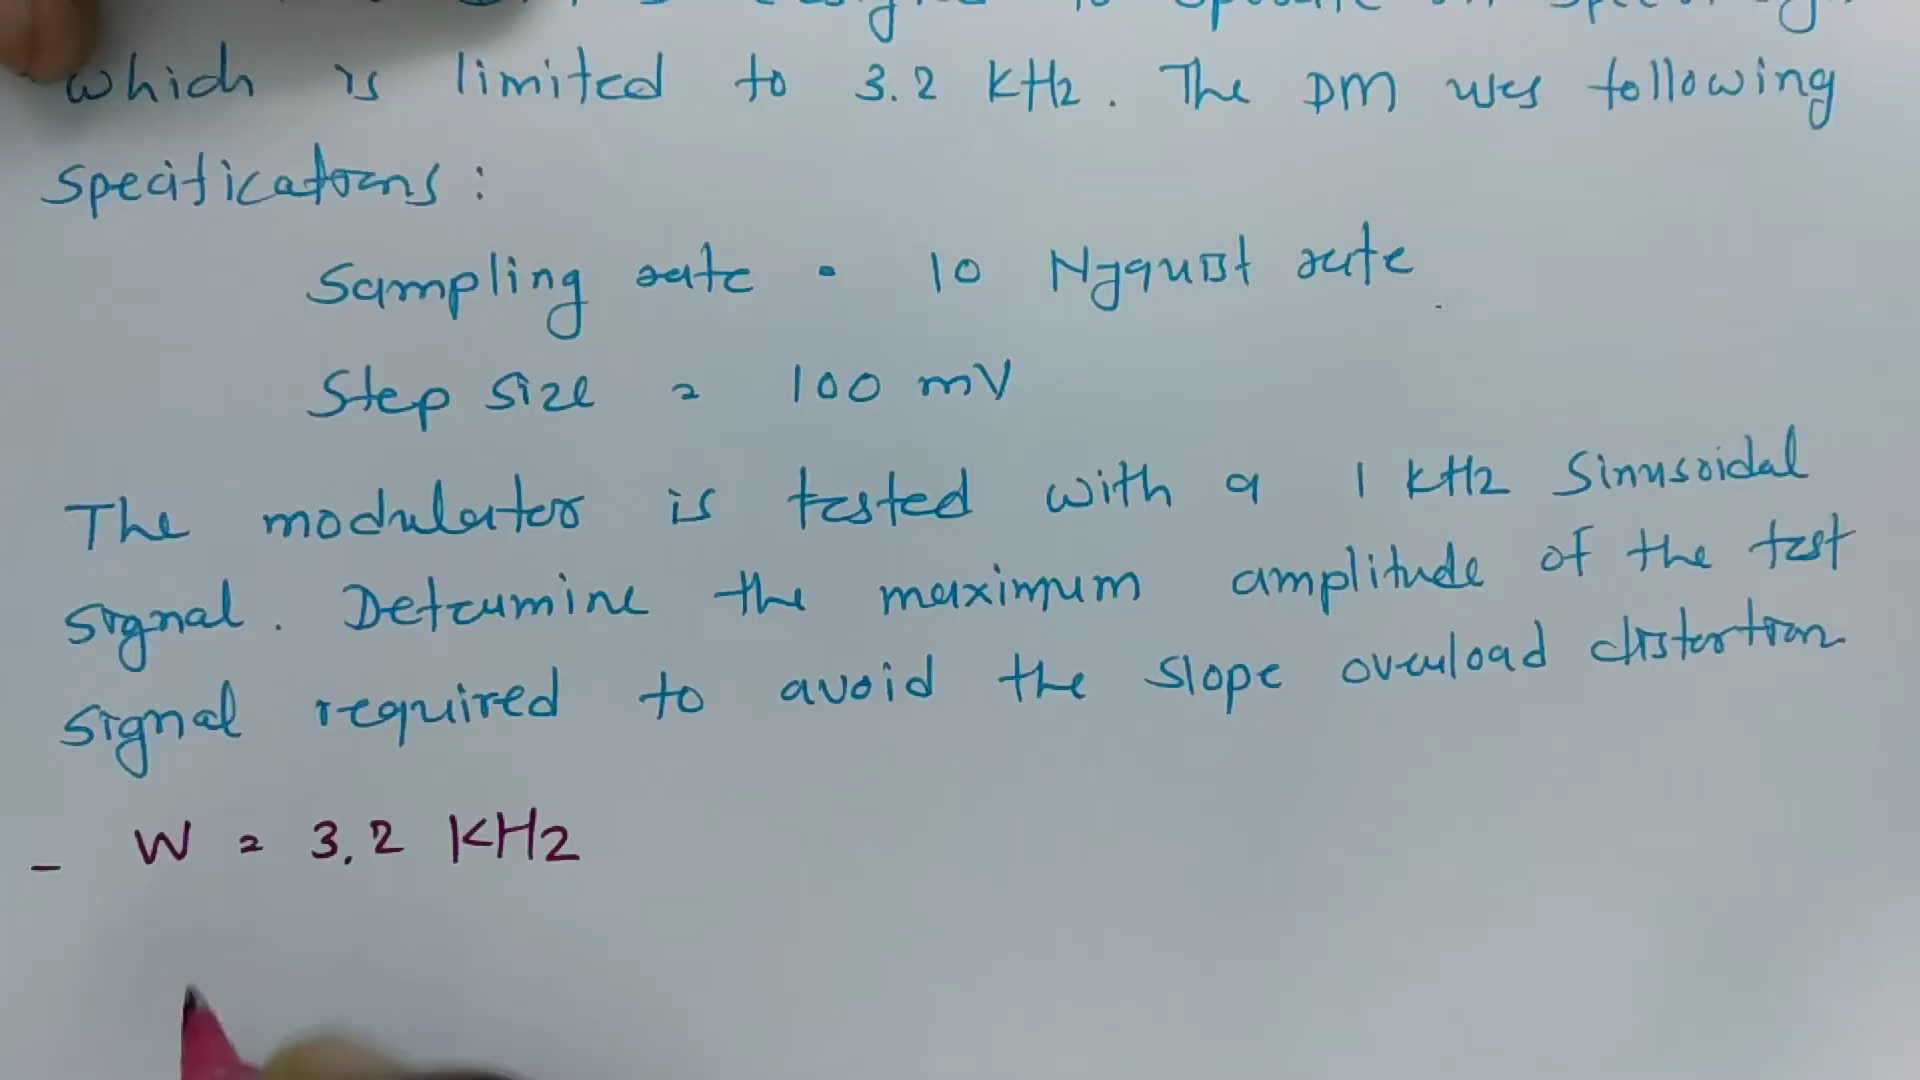 which is limited to 3.2 KHz. The DM uses following
specifications :
Sampling rate = 10 Nyquist rate
Step size = 100 mV
The modulator is tested with a 1 KHz Sinusoidal
signal. Determine the maximum amplitude of the test
signal required to avoid the slope overload distortion
- W = 3.2 KHz